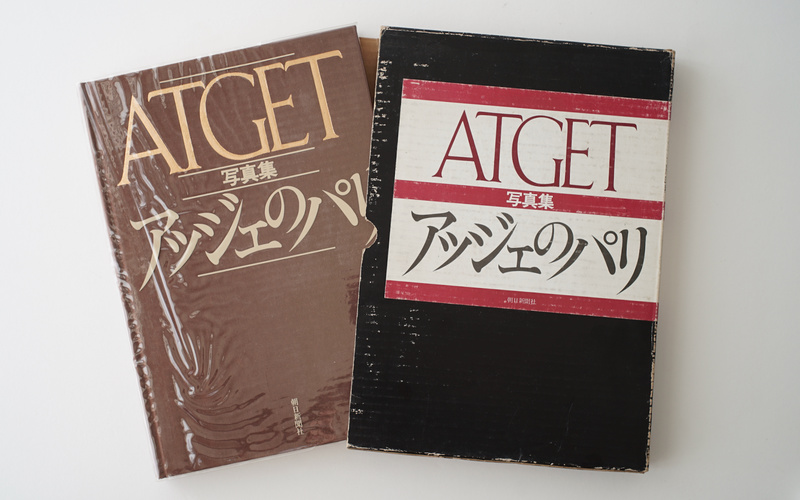 ATGET
写真集
アッジェのパリ
朝日新聞社
ATGET
写真集
アッジェのパリ
朝日新聞社